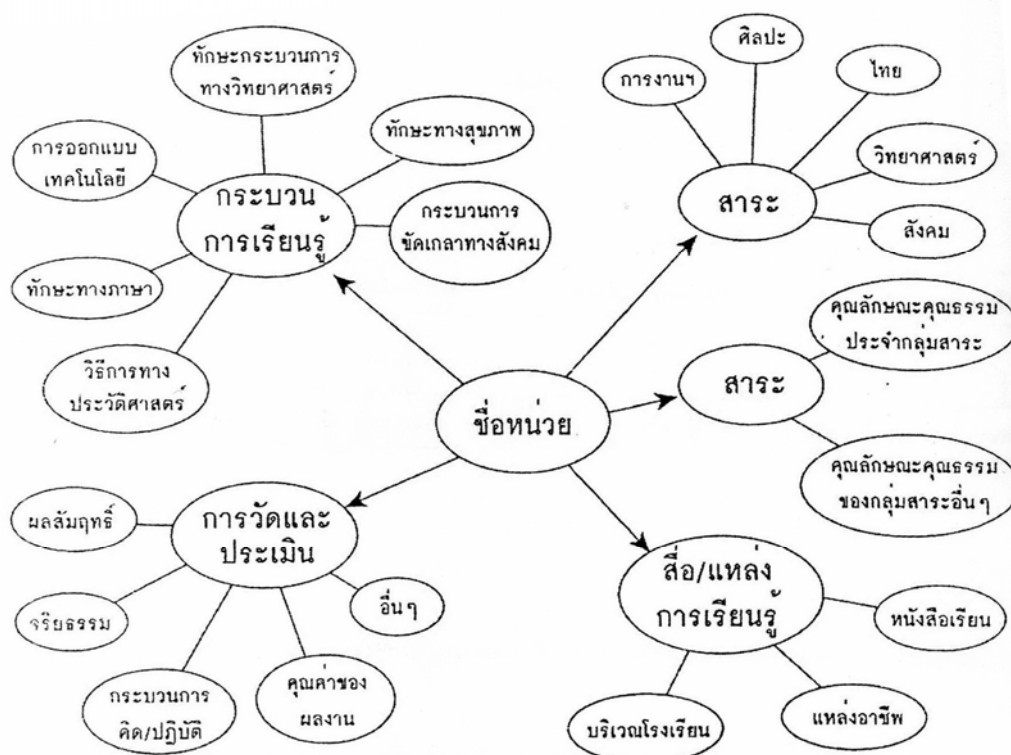 ทักษะกระบวนการ
ทางวิทยาศาสตร์
ทักษะทางสุขภาพ
การออกแบบ
เทคโนโลยี
กระบวน
การเรียนรู้
กระบวนการ
ขัดเกลาทางสังคม
ทักษะทางภาษา
วิธีการทาง
ประวัติศาสตร์
ศิลปะ
การงานฯ
ไทย
วิทยาศาสตร์
สาระ
สังคม
คุณลักษณะคุณธรรม
ประจำกลุ่มสาระ
สาระ
คุณลักษณะคุณธรรม
ของกลุ่มสาระอื่นๆ
ชื่อหน่วย
ผลสัมฤทธิ์
การวัดและ
ประเมิน
จริยธรรม
อื่นๆ
กระบวนการ
คิด/ปฏิบัติ
คุณค่าของ
ผลงาน
สื่อ/แหล่ง
การเรียนรู้
หนังสือเรียน
บริเวณโรงเรียน
แหล่งอาชีพ